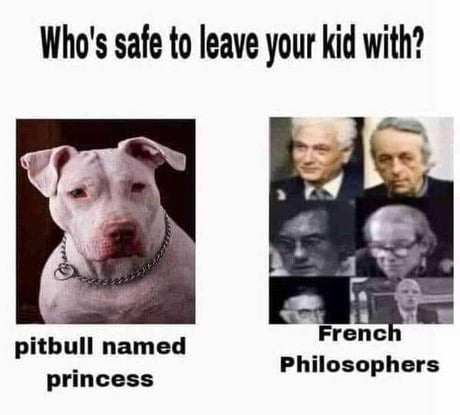 Who's safe to leave your kid with?
pitbull named
princess
French
Philosophers